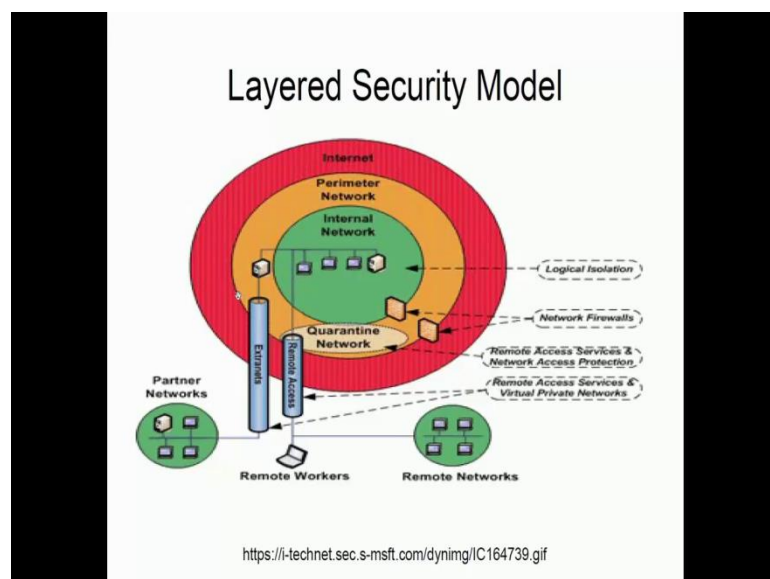 Layered Security Model
Internet
Perimeter
Network
Internal
Network
Logical Isolation
Network Firewalls
Quarantine
Network
Remote Access Services &
Network Access Protection
Extranets
Remote Access
Remote Access Services &
Virtual Private Networks
Partner
Networks
Remote Workers
Remote Networks
https://i-technet.sec.s-msft.com/dynimg/IC164739.gif